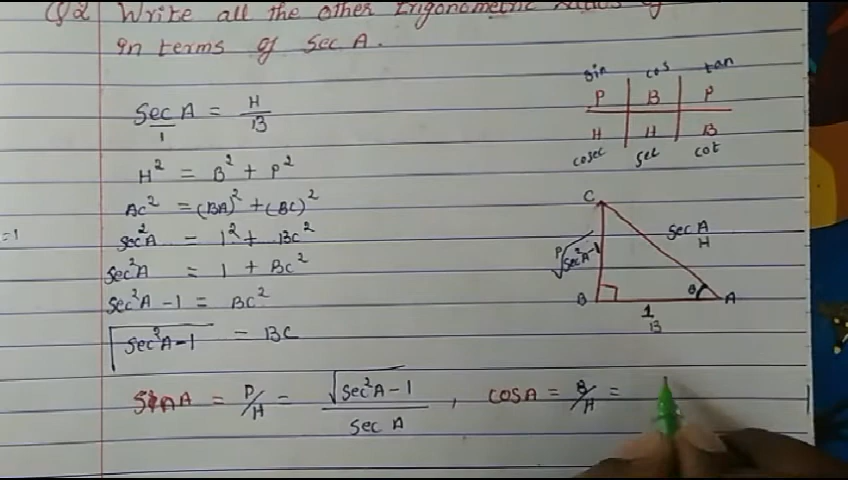 Q2 Write all the other trigonometric
in terms of sec A.
sin cos tan
P B P
H H B
cosec sec cot
Sec A / 1 = H / B
H² = B² + P²
AC² = (BA)² + (BC)²
=1
sec²A = 1² + BC²
sec²A = 1 + BC²
sec²A - 1 = BC²
√sec²A-1 = BC
C
sec A
H
P
√sec²A-1
B
θ
A
1
B
SinA = P/H = √sec²A-1 / sec A , cosA = B/H =